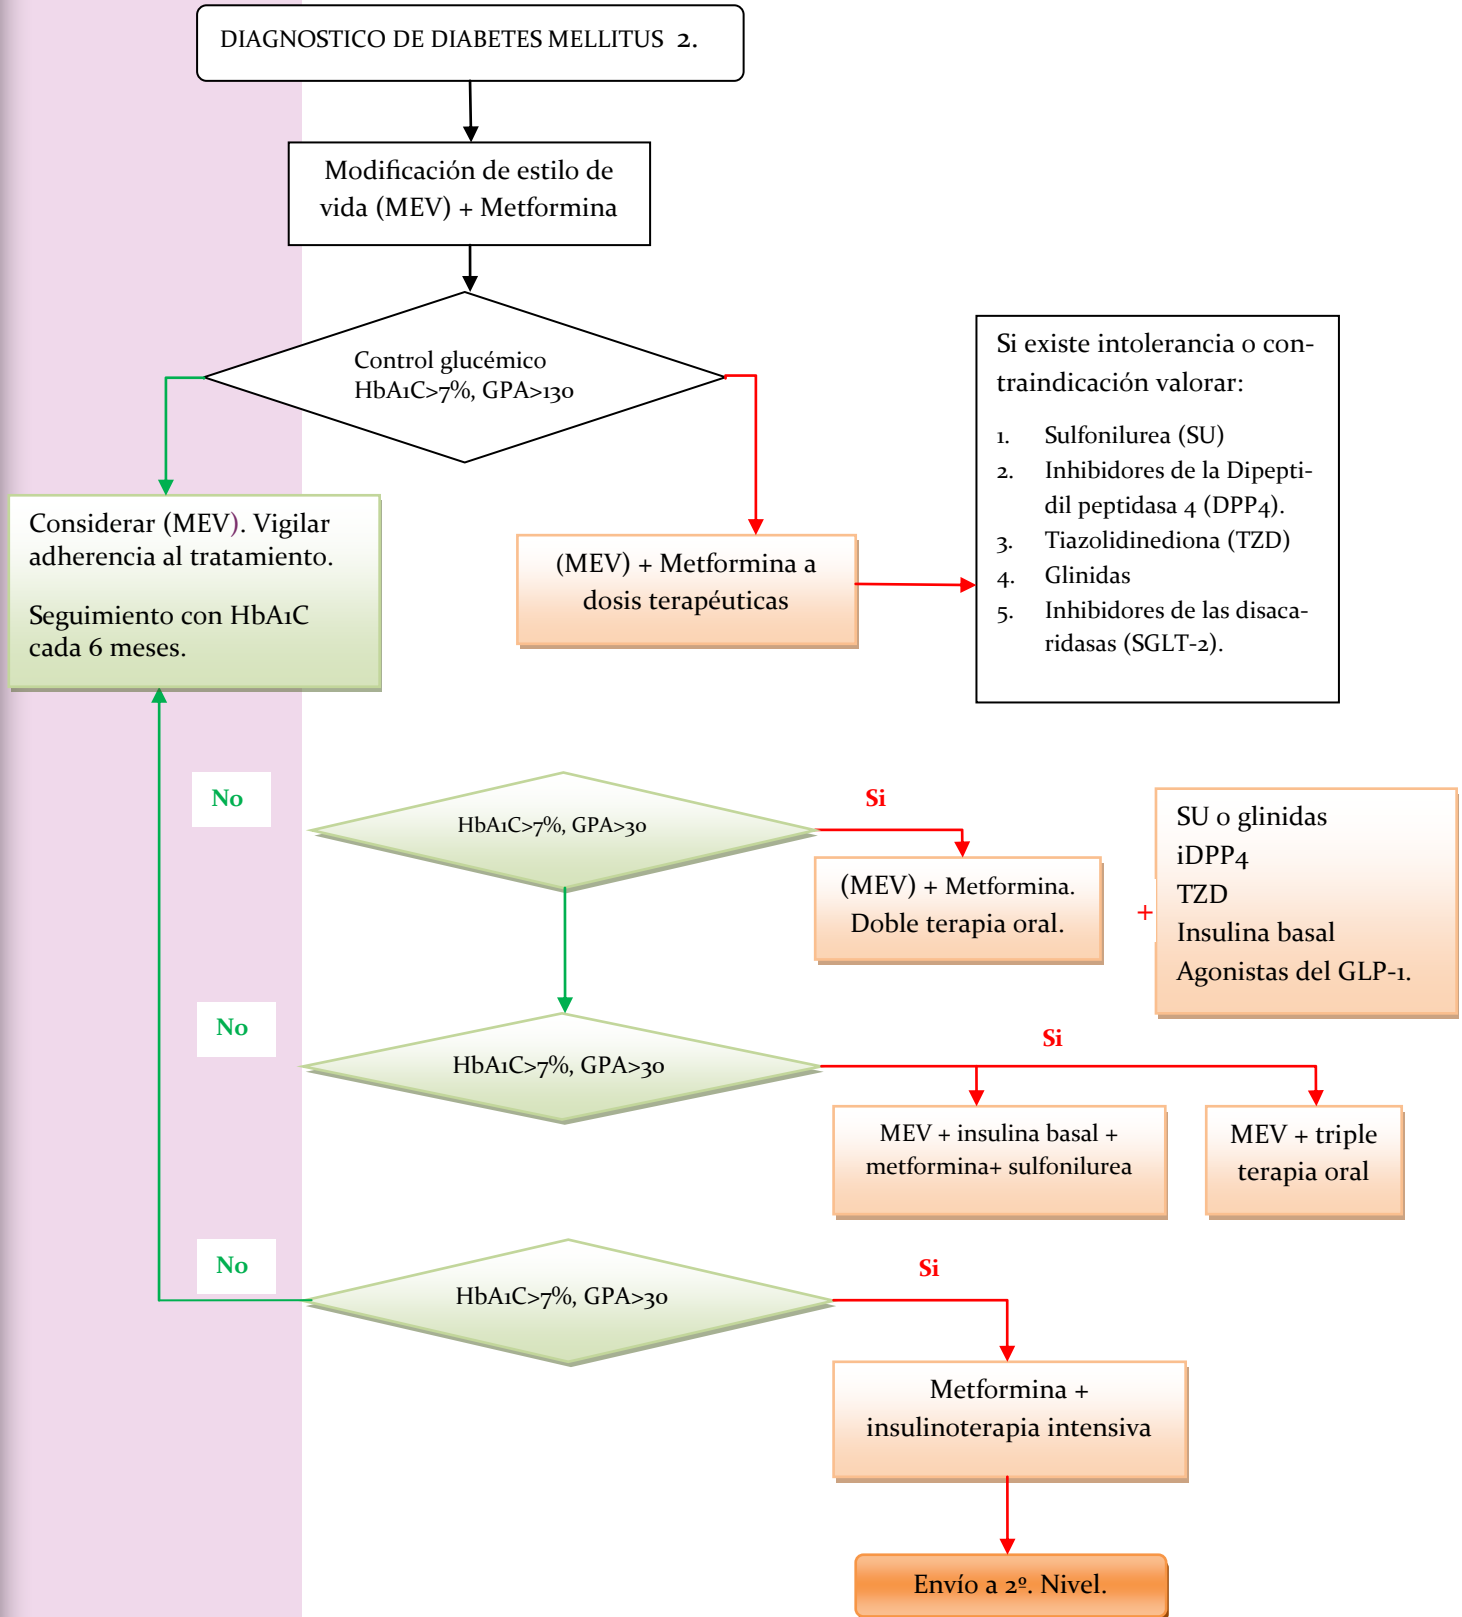 DIAGNOSTICO DE DIABETES MELLITUS 2.
Modificación de estilo de
vida (MEV) + Metformina
Control glucémico
HbA1C>7%, GPA>130
Si existe intolerancia o con-
traindicación valorar:
1. Sulfonilurea (SU)
2. Inhibidores de la Dipepti-
dil peptidasa 4 (DPP4).
3. Tiazolidinediona (TZD)
4. Glinidas
5. Inhibidores de las disaca-
ridasas (SGLT-2).
Considerar (MEV). Vigilar
adherencia al tratamiento.
Seguimiento con HbA1C
cada 6 meses.
(MEV) + Metformina a
dosis terapéuticas
No
HbA1C>7%, GPA>30
Si
(MEV) + Metformina.
Doble terapia oral.
+
SU o glinidas
iDPP4
TZD
Insulina basal
Agonistas del GLP-1.
No
HbA1C>7%, GPA>30
Si
MEV + insulina basal +
metformina+ sulfonilurea
MEV + triple
terapia oral
No
HbA1C>7%, GPA>30
Si
Metformina +
insulinoterapia intensiva
Envío a 2º. Nivel.